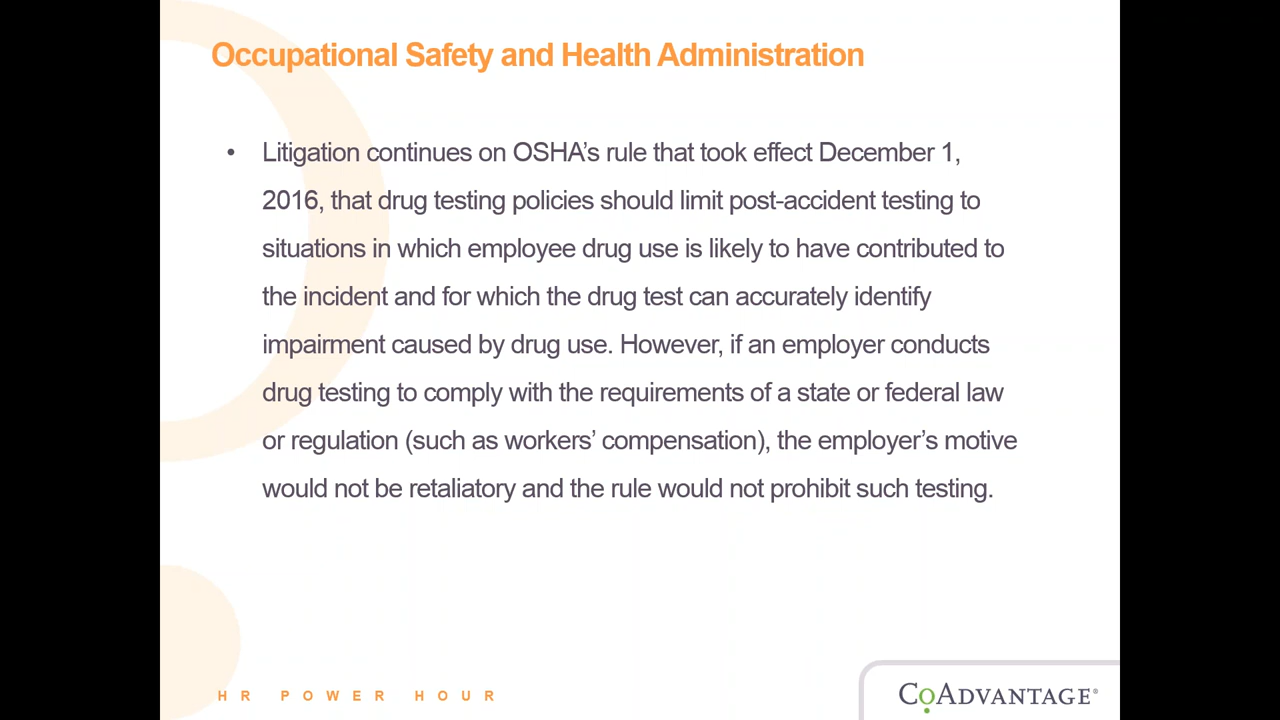 Occupational Safety and Health Administration
• Litigation continues on OSHA’s rule that took effect December 1,
2016, that drug testing policies should limit post-accident testing to
situations in which employee drug use is likely to have contributed to
the incident and for which the drug test can accurately identify
impairment caused by drug use. However, if an employer conducts
drug testing to comply with the requirements of a state or federal law
or regulation (such as workers’ compensation), the employer’s motive
would not be retaliatory and the rule would not prohibit such testing.
HR POWER HOUR
COADVANTAGE®